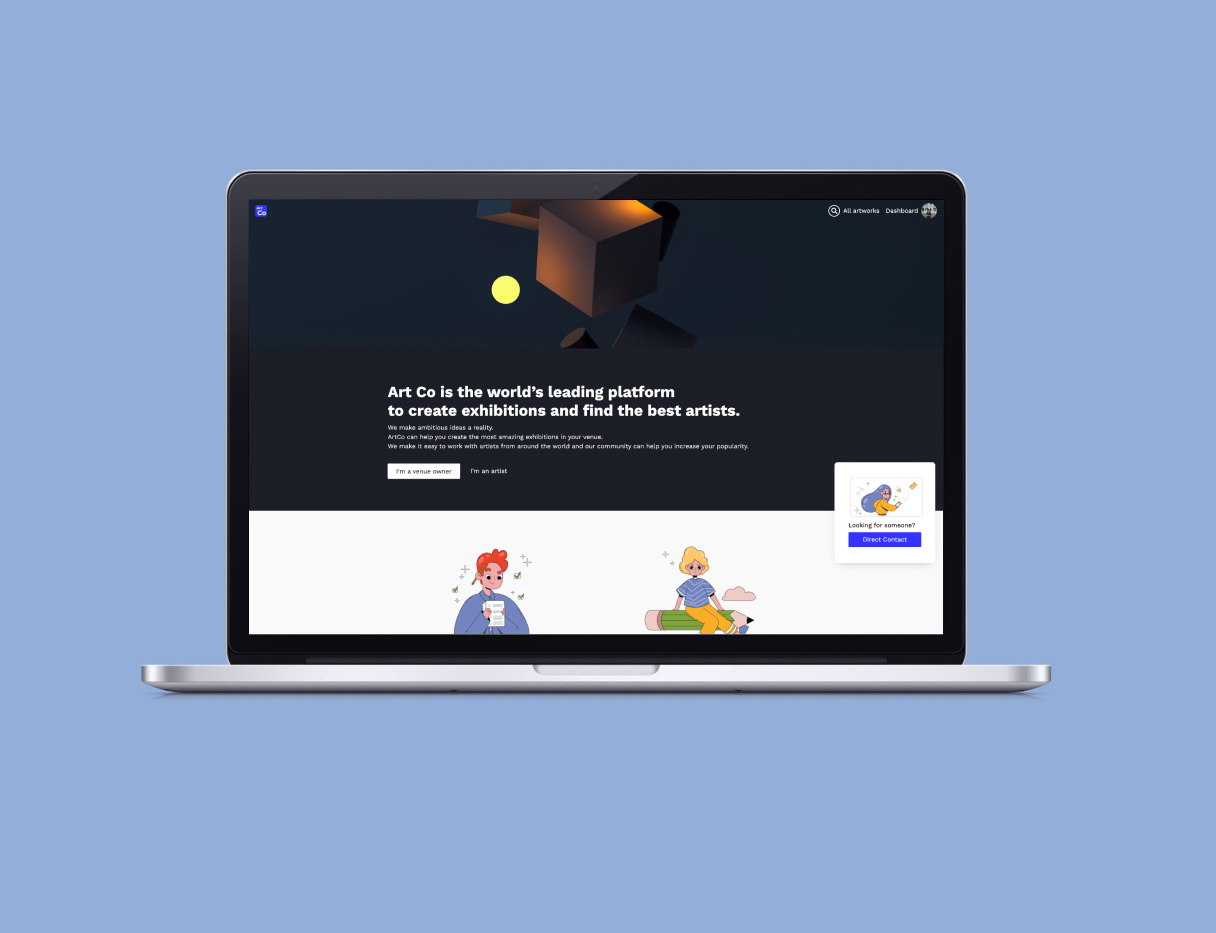 Art
Co
All artworks
Dashboard
Art Co is the world’s leading platform
to create exhibitions and find the best artists.
We make ambitious ideas a reality.
ArtCo can help you create the most amazing exhibitions in your venue.
We make it easy to work with artists from around the world and our community can help you increase your popularity.
I'm a venue owner
I'm an artist
Looking for someone?
Direct Contact